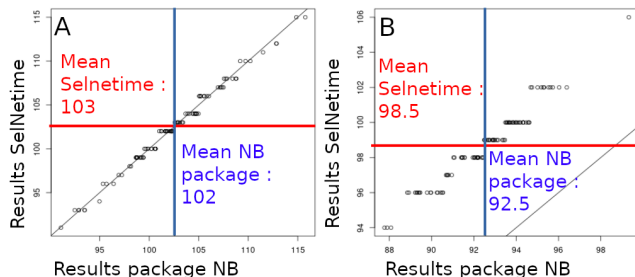 A
Mean
Selnetime :
103
Mean NB
package :
102
Results SelNetime
95
100
105
110
115
95
100
105
110
115
Results package NB
B
Mean
Selnetime :
98.5
Mean NB
package :
92.5
Results SelNetime
94
96
98
100
102
104
106
88
90
92
94
96
98
Results package NB